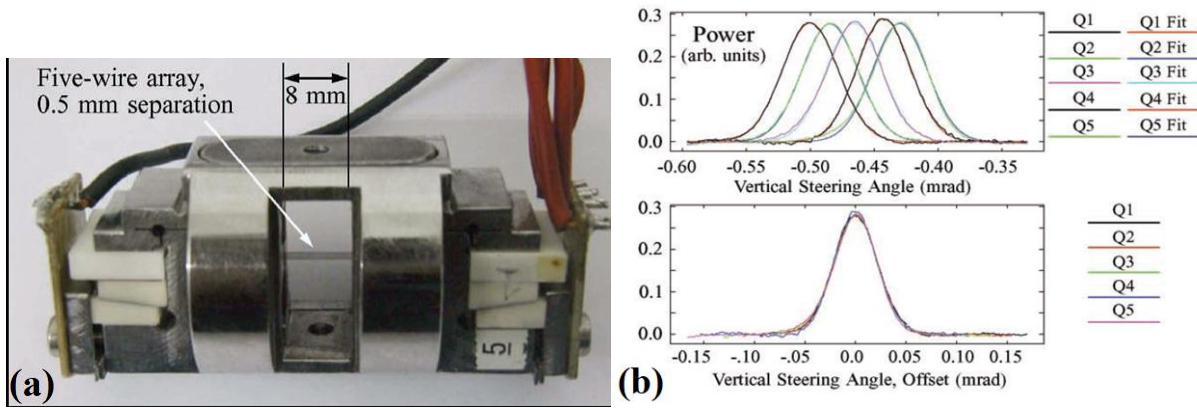 Five-wire array,
0.5 mm separation
8 mm
5
(a)
Power
(arb. units)
0.3
0.2
0.1
0.0
-0.60
-0.50
-0.40
-0.35
Vertical Steering Angle (mrad)
Q1
Q1 Fit
Q2
Q2 Fit
Q3
Q3 Fit
Q4
Q4 Fit
Q5
Q5 Fit
0.3
0.2
0.3
0.0
-0.15
-0.10
-0.05
0.0
0.05
0.10
0.15
Vertical Steering Angle, Offset (mrad)
Q1
Q2
Q3
Q4
Q5
(b)